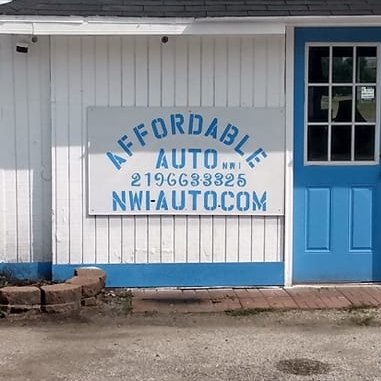 AFFORDABLE
AUTO NWI
2196633325
NWI-AUTO.COM